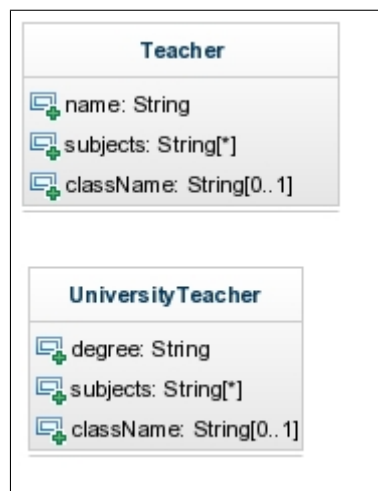 Teacher
name: String
subjects: String[*]
className: String[0..1]
UniversityTeacher
degree: String
subjects: String[*]
className: String[0..1]